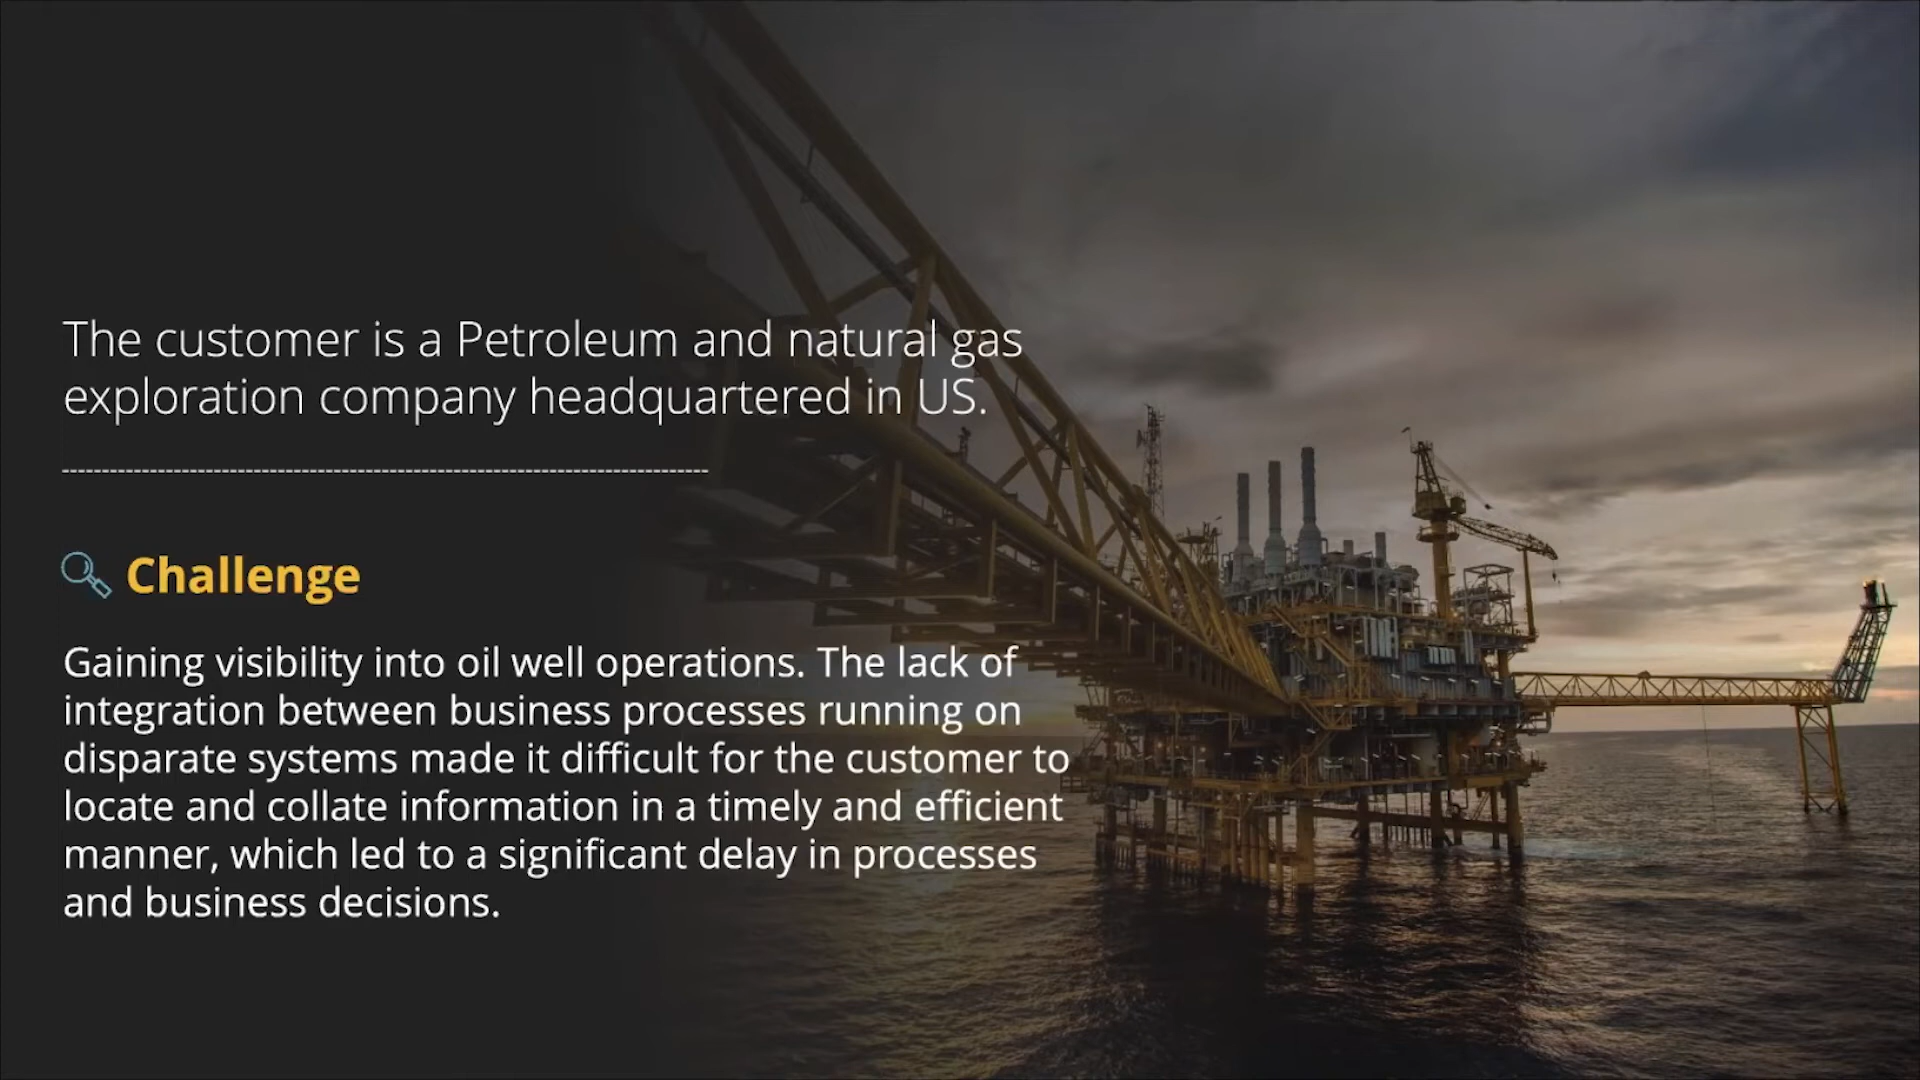 The customer is a Petroleum and natural gas
exploration company headquartered in US.
Challenge
Gaining visibility into oil well operations. The lack of
integration between business processes running on
disparate systems made it difficult for the customer to
locate and collate information in a timely and efficient
manner, which led to a significant delay in processes
and business decisions.